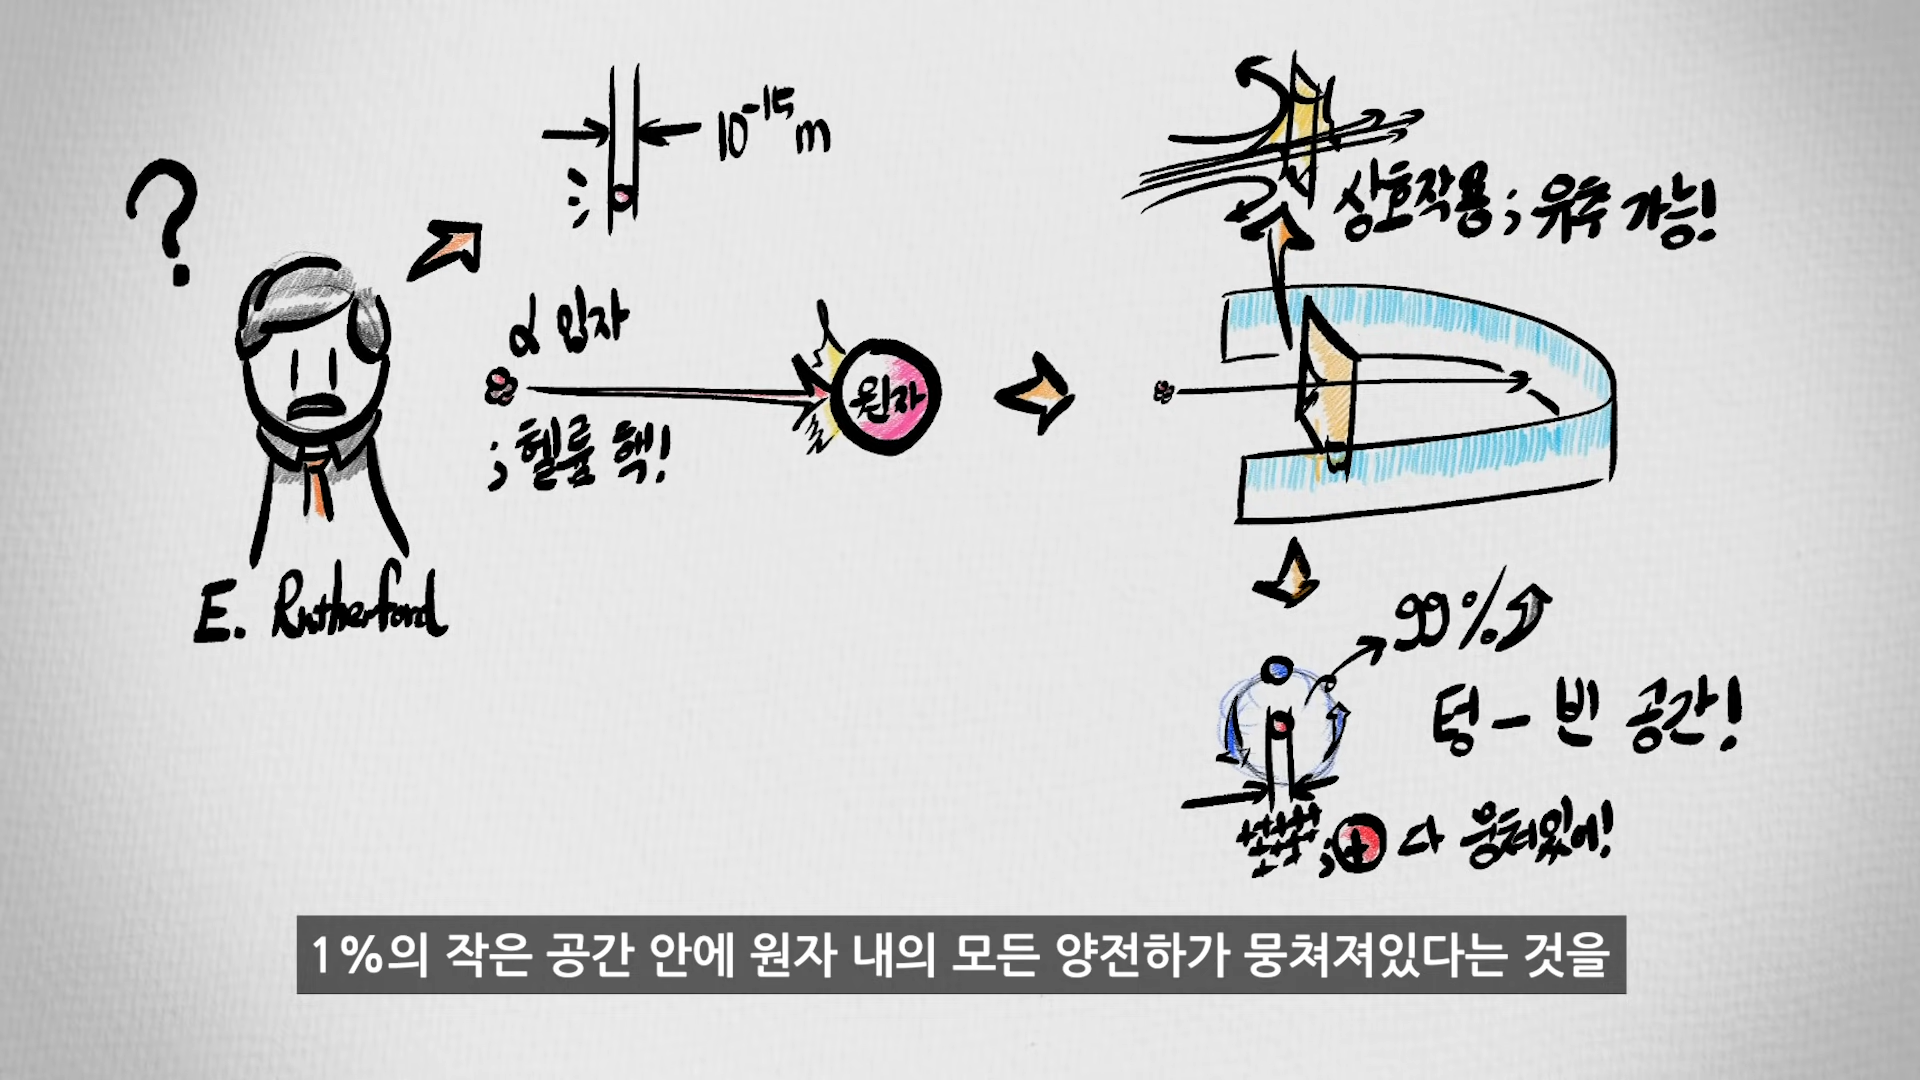 ?
E. Rutherford
10⁻¹⁵m
α 입자
; 헬륨 핵!
원자
상호작용 ; 유추 가능!
99%
텅 - 빈 공간!
; + 다 뭉쳐있어!
1%의 작은 공간 안에 원자 내의 모든 양전하가 뭉쳐져있다는 것을